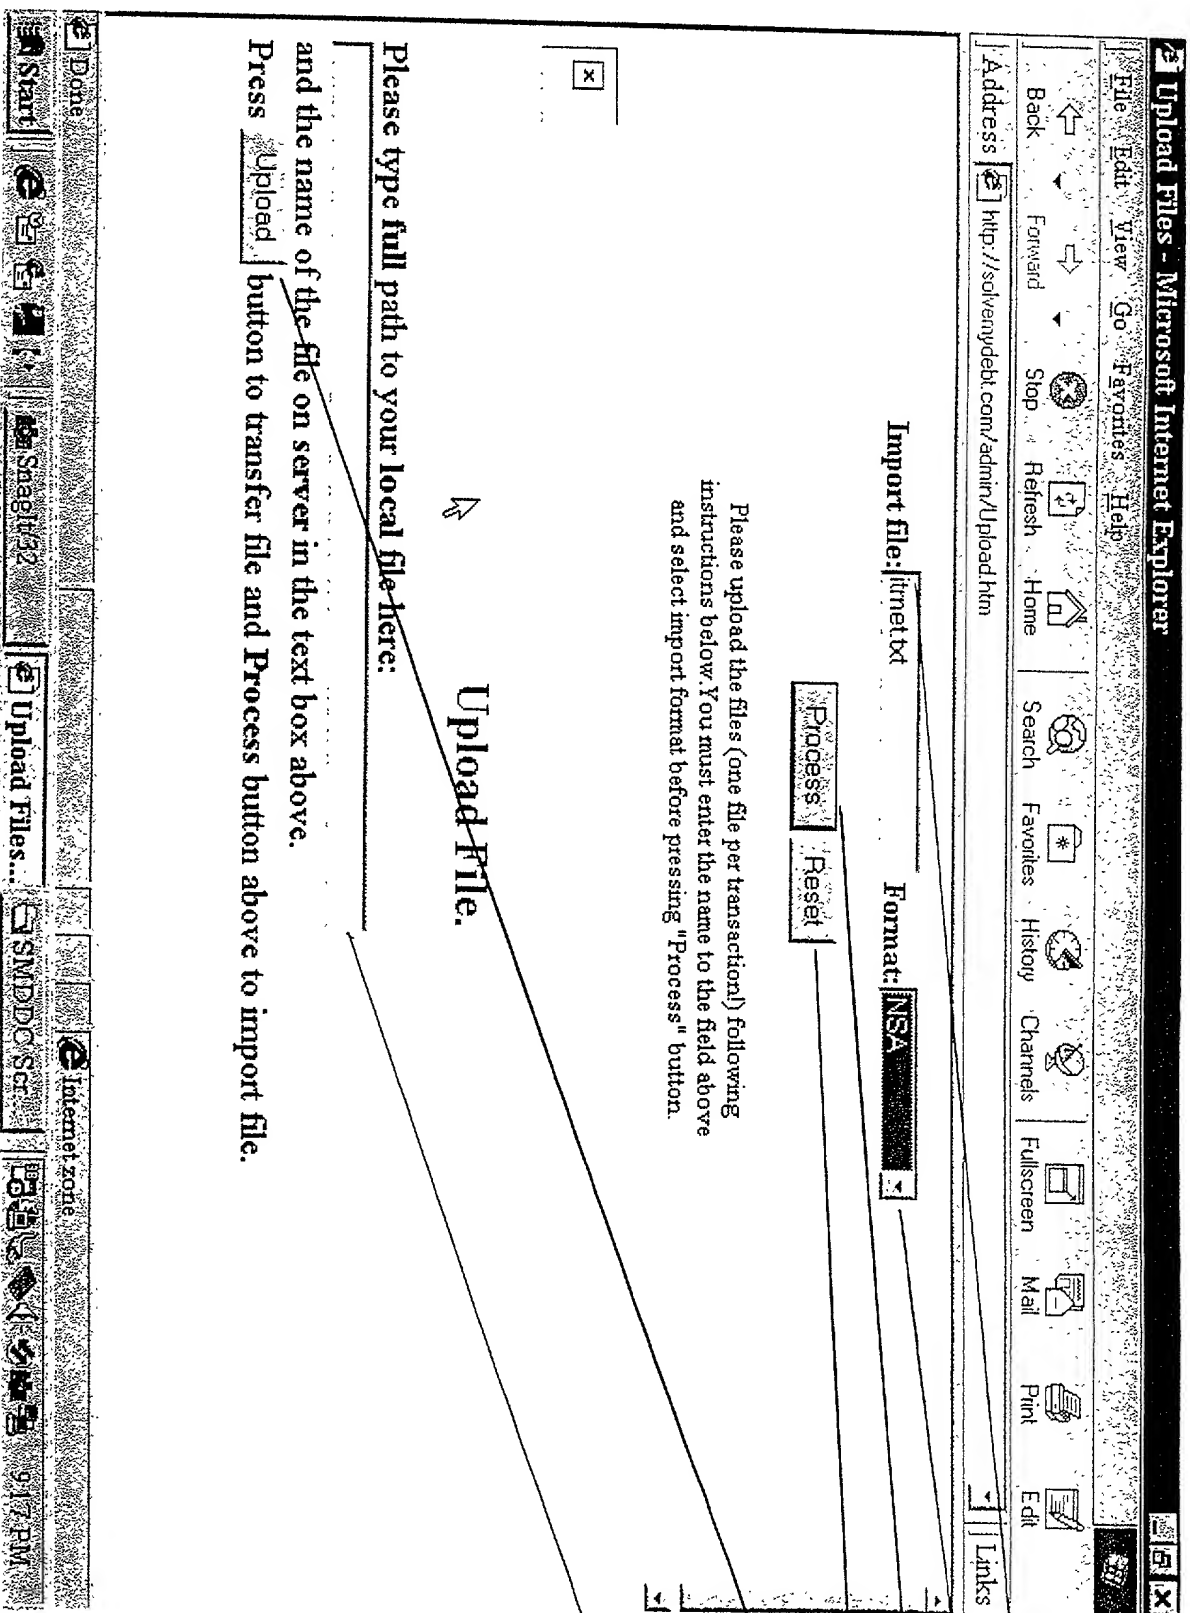 Upload Files - Microsoft Internet Explorer
File Edit View Go Favorites Help
Back Forward Stop Refresh Home Search Favorites History Channels Fullscreen Mail Print Edit
Address http://solvemydebt.com/admin/Upload.htm Links
Import file: itmet.txt Format: NSA
Process Reset
Please upload the files (one file per transaction!) following
instructions below.You must enter the name to the field above
and select import format before pressing "Process" button.
Upload File.
Please type full path to your local file here:
and the name of the file on server in the text box above.
Press Upload button to transfer file and Process button above to import file.
Done Internet zone
Start SnagIt/32 Upload Files... SMDDC Scr 9:17 PM